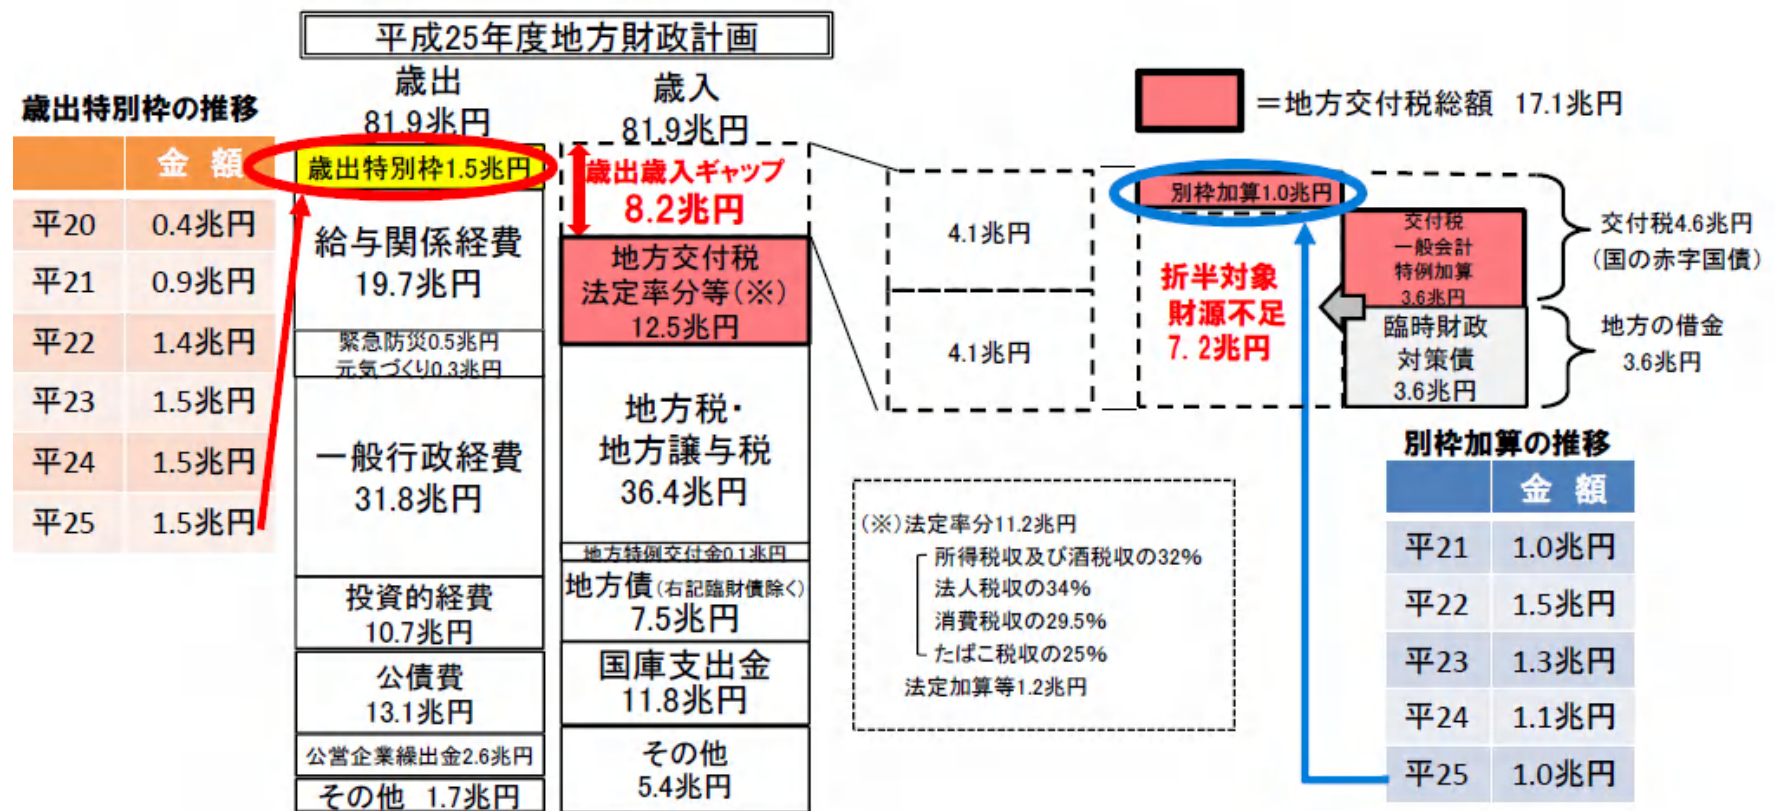 平成25年度地方財政計画
歳出
81.9兆円
歳入
81.9兆円
歳出特別枠の推移
金 額
平20 0.4兆円
平21 0.9兆円
平22 1.4兆円
平23 1.5兆円
平24 1.5兆円
平25 1.5兆円
歳出特別枠1.5兆円
給与関係経費
19.7兆円
緊急防災0.5兆円
元気づくり0.3兆円
一般行政経費
31.8兆円
投資的経費
10.7兆円
公債費
13.1兆円
公営企業繰出金2.6兆円
その他 1.7兆円
歳出歳入ギャップ
8.2兆円
地方交付税
法定率分等(※)
12.5兆円
地方税・
地方譲与税
36.4兆円
地方特例交付金0.1兆円
地方債(右記臨財債除く)
7.5兆円
国庫支出金
11.8兆円
その他
5.4兆円
4.1兆円
4.1兆円
=地方交付税総額 17.1兆円
別枠加算1.0兆円
折半対象
財源不足
7.2兆円
交付税
一般会計
特例加算
3.6兆円
臨時財政
対策債
3.6兆円
交付税4.6兆円
(国の赤字国債)
地方の借金
3.6兆円
(※)法定率分11.2兆円
所得税収及び酒税収の32%
法人税収の34%
消費税収の29.5%
たばこ税収の25%
法定加算等1.2兆円
別枠加算の推移
金 額
平21 1.0兆円
平22 1.5兆円
平23 1.3兆円
平24 1.1兆円
平25 1.0兆円